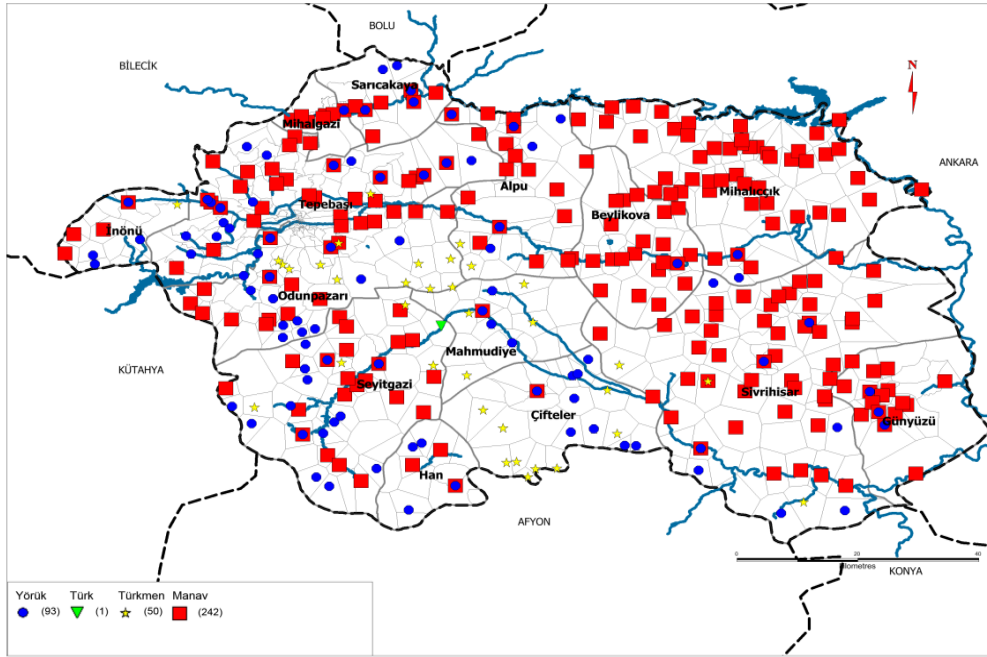 BOLU
BİLECİK
N
Sarıcakaya
Mihalgazi
ANKARA
Alpu
Mihalıççık
Tepebaşı
Beylikova
İnönü
Odunpazarı
Mahmudiye
KÜTAHYA
Seyitgazi
Sivrihisar
Çifteler
Günyüzü
Han
AFYON
0 20 40
kilometres
KONYA
Yörük Türk Türkmen Manav
(93) (1) (50) (242)